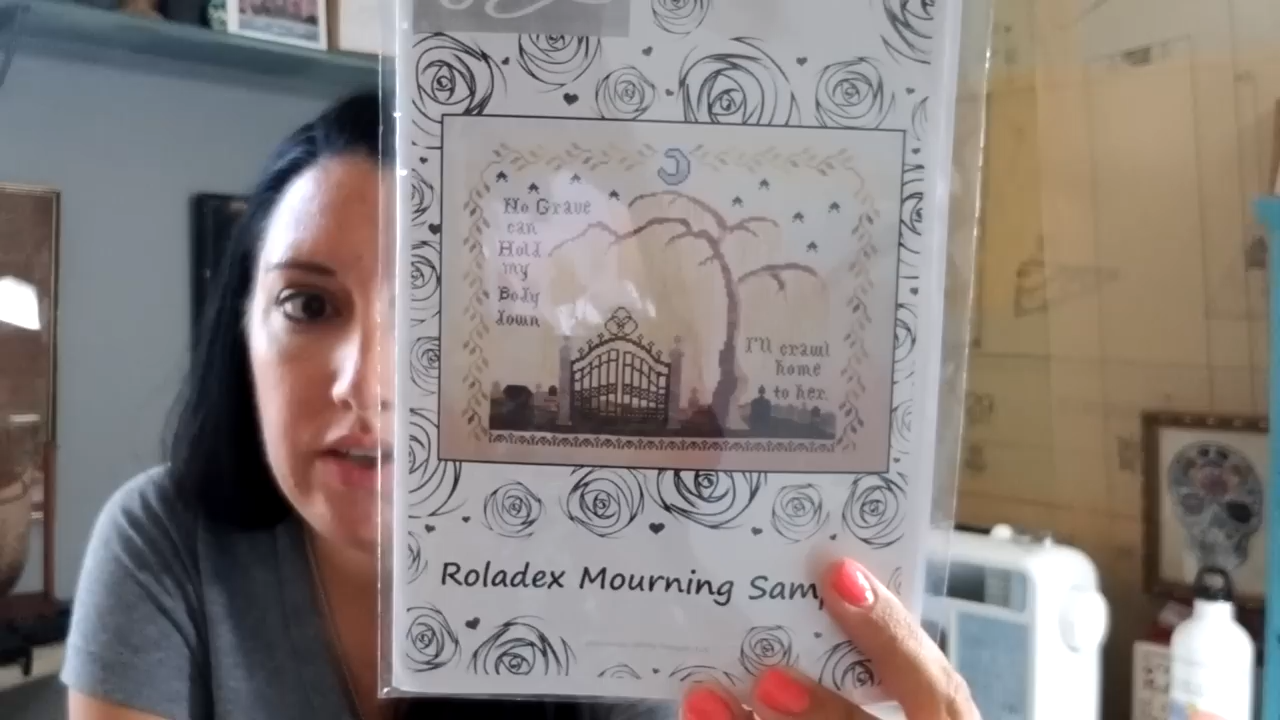 No Grave
can
Hold
my
Body
down
I'll crawl
home
to her.
Roladex Mourning Samp